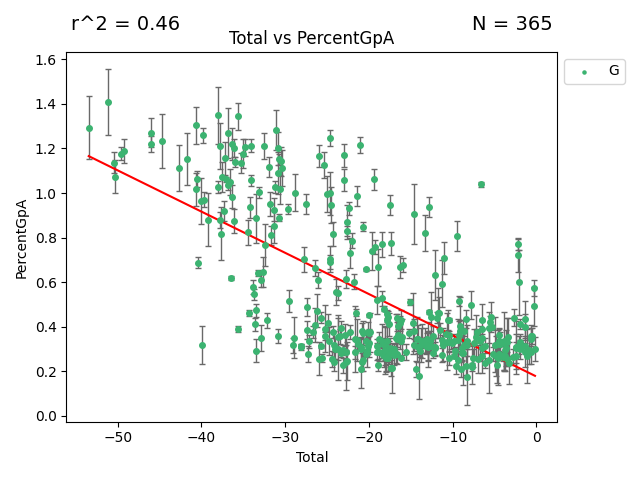 r^2 = 0.46
N = 365
Total vs PercentGpA
G
1.6
1.4
1.2
1.0
0.8
0.6
0.4
0.2
0.0
PercentGpA
−50
−40
−30
−20
−10
0
Total